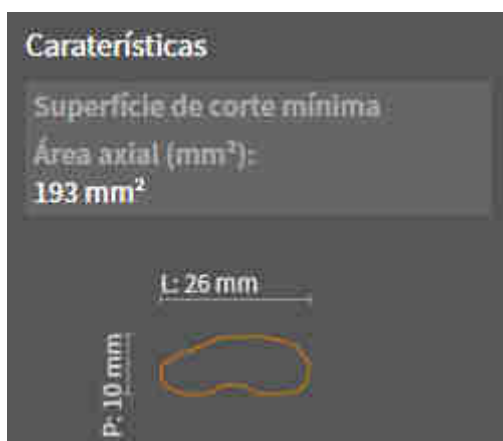 Caraterísticas
Superfície de corte mínima
Área axial (mm²):
193 mm²
L: 26 mm
P: 10 mm